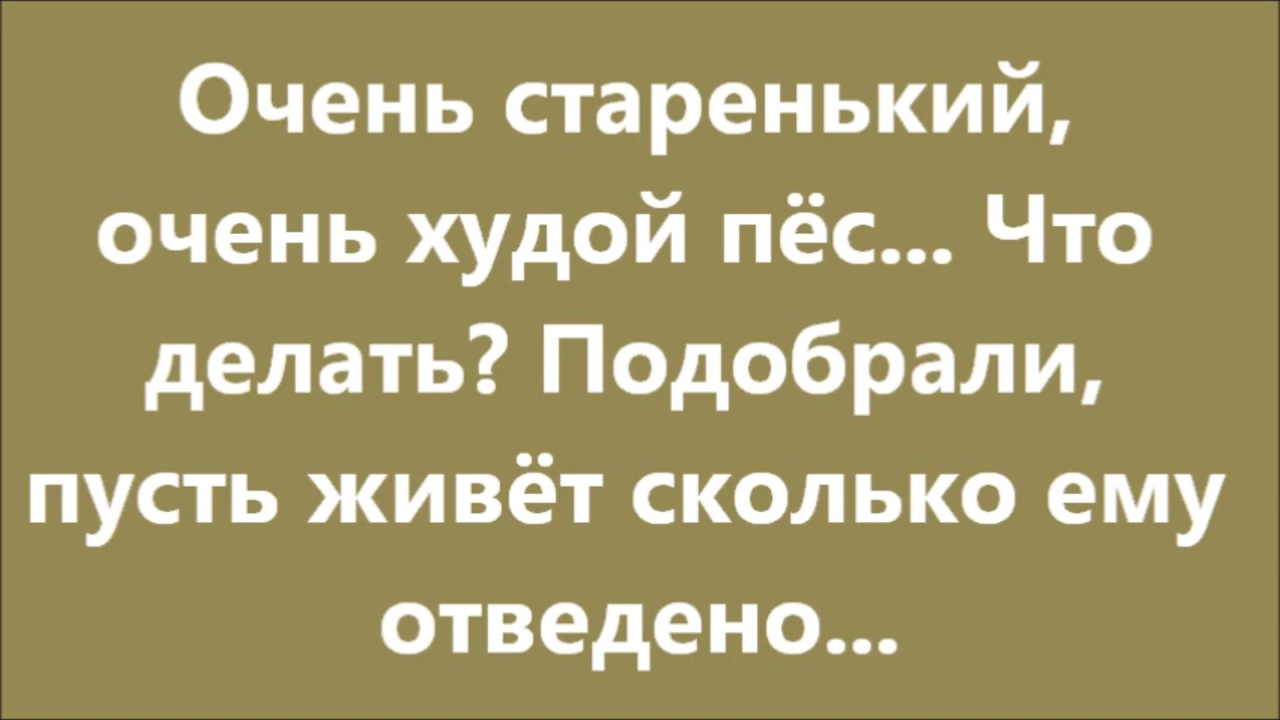 Очень старенький,
очень худой пёс... Что
делать? Подобрали,
пусть живёт сколько ему
отведено...